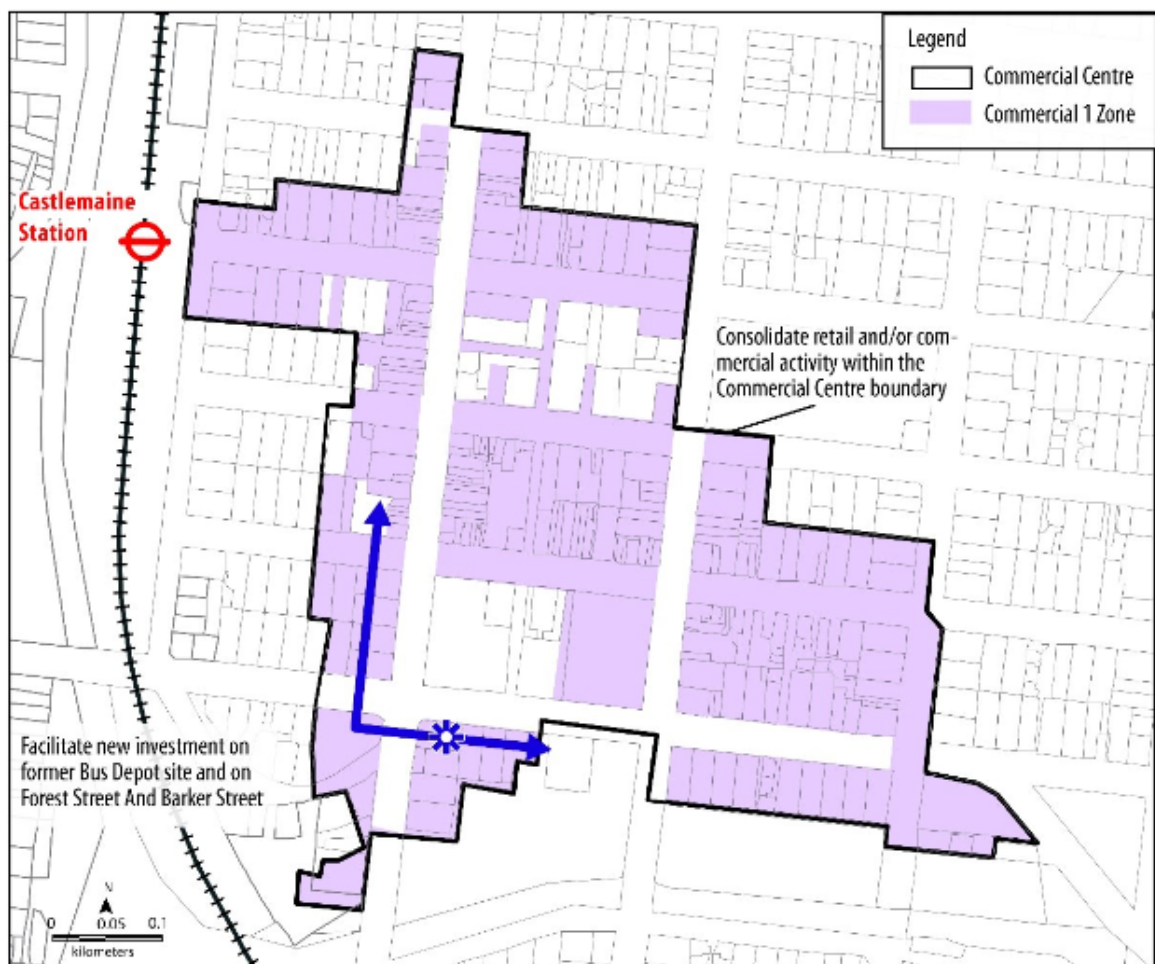 Legend
Commercial Centre
Commercial 1 Zone
Castlemaine
Station
Consolidate retail and/or com-
mercial activity within the
Commercial Centre boundary
Facilitate new investment on
former Bus Depot site and on
Forest Street And Barker Street
N
0 0.05 0.1
kilometers